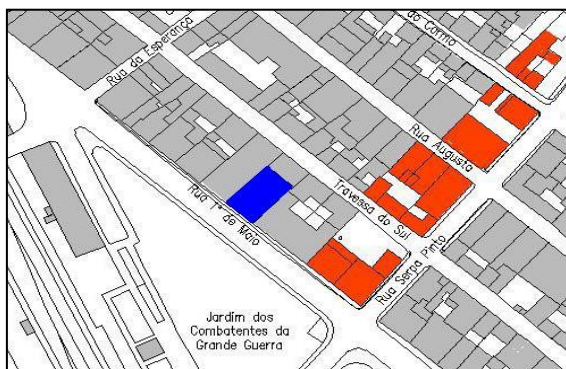 Rua da Esperança
do Corrio
Rua Augusta
Travessa do Sul
Rua 1º de Maio
Rua Serpa Pinto
Jardim dos
Combatentes da
Grande Guerra